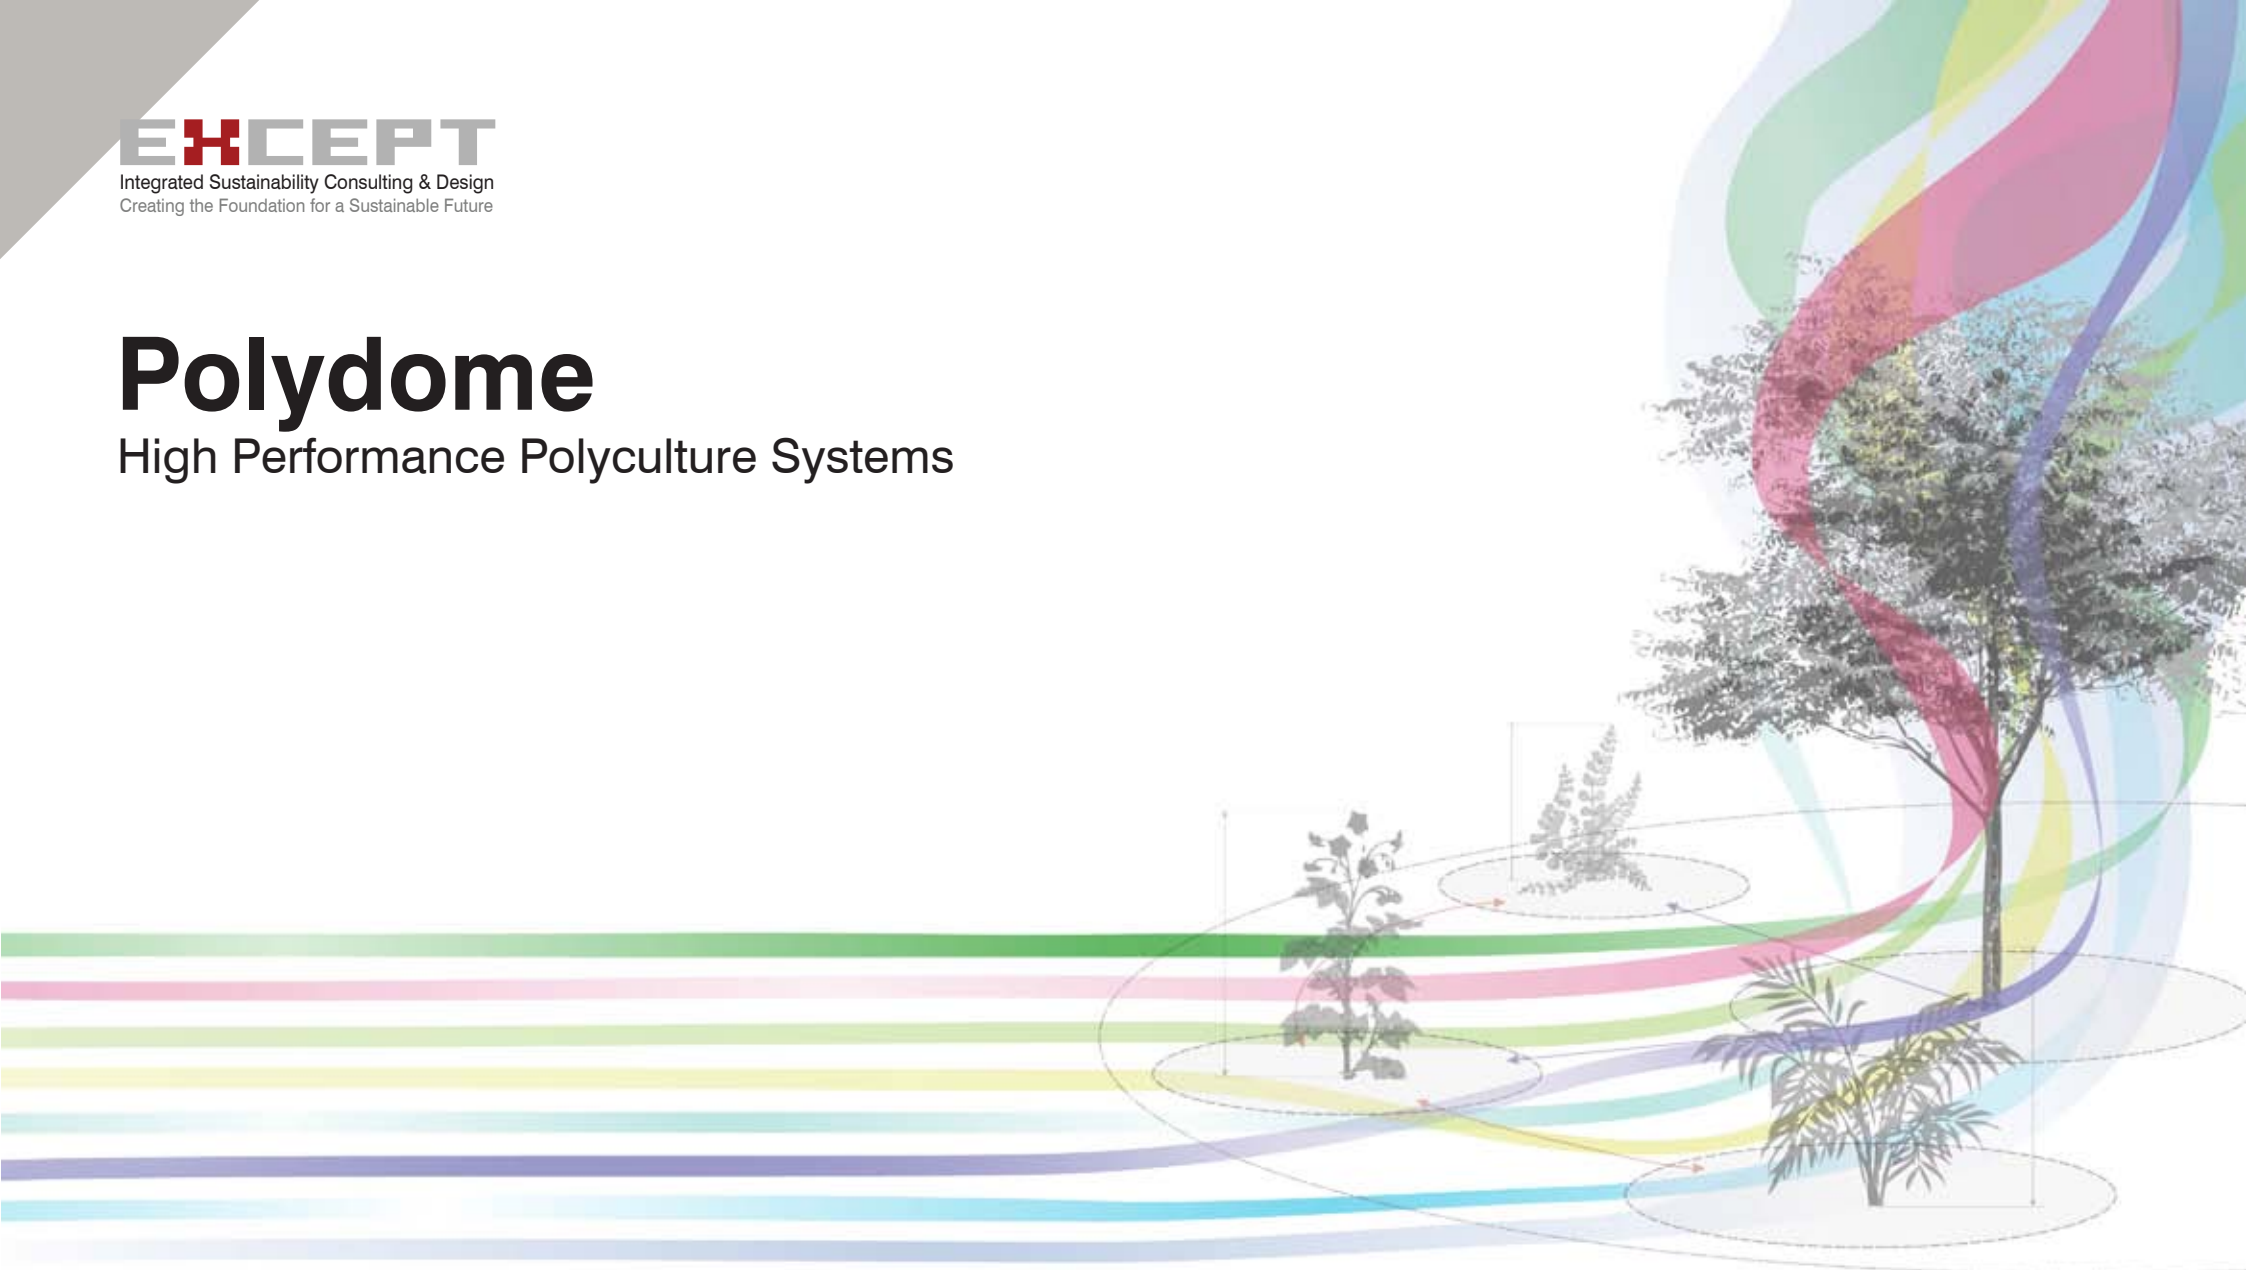 EXCEPT
Integrated Sustainability Consulting & Design
Creating the Foundation for a Sustainable Future
Polydome
High Performance Polyculture Systems